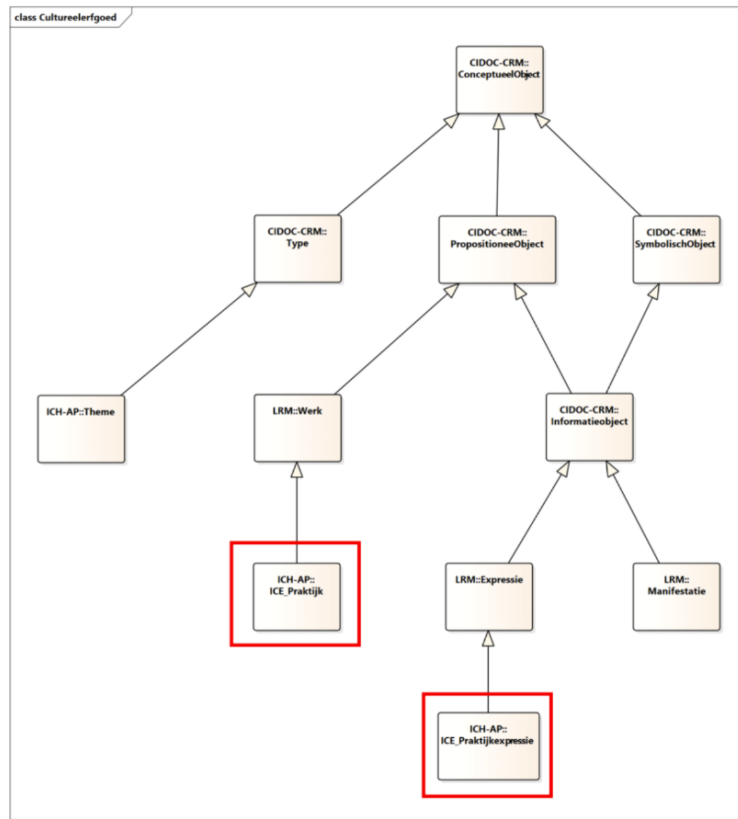 class Cultureelerfgoed
CIDOC-CRM::
ConceptueelObject
CIDOC-CRM::
Type
CIDOC-CRM::
PropositioneeObject
CIDOC-CRM::
SymbolischObject
ICH-AP::Theme
LRM::Werk
CIDOC-CRM::
Informatieobject
ICH-AP::
ICE_Praktijk
LRM::Expressie
LRM::
Manifestatie
ICH-AP::
ICE_Praktijkexpressie